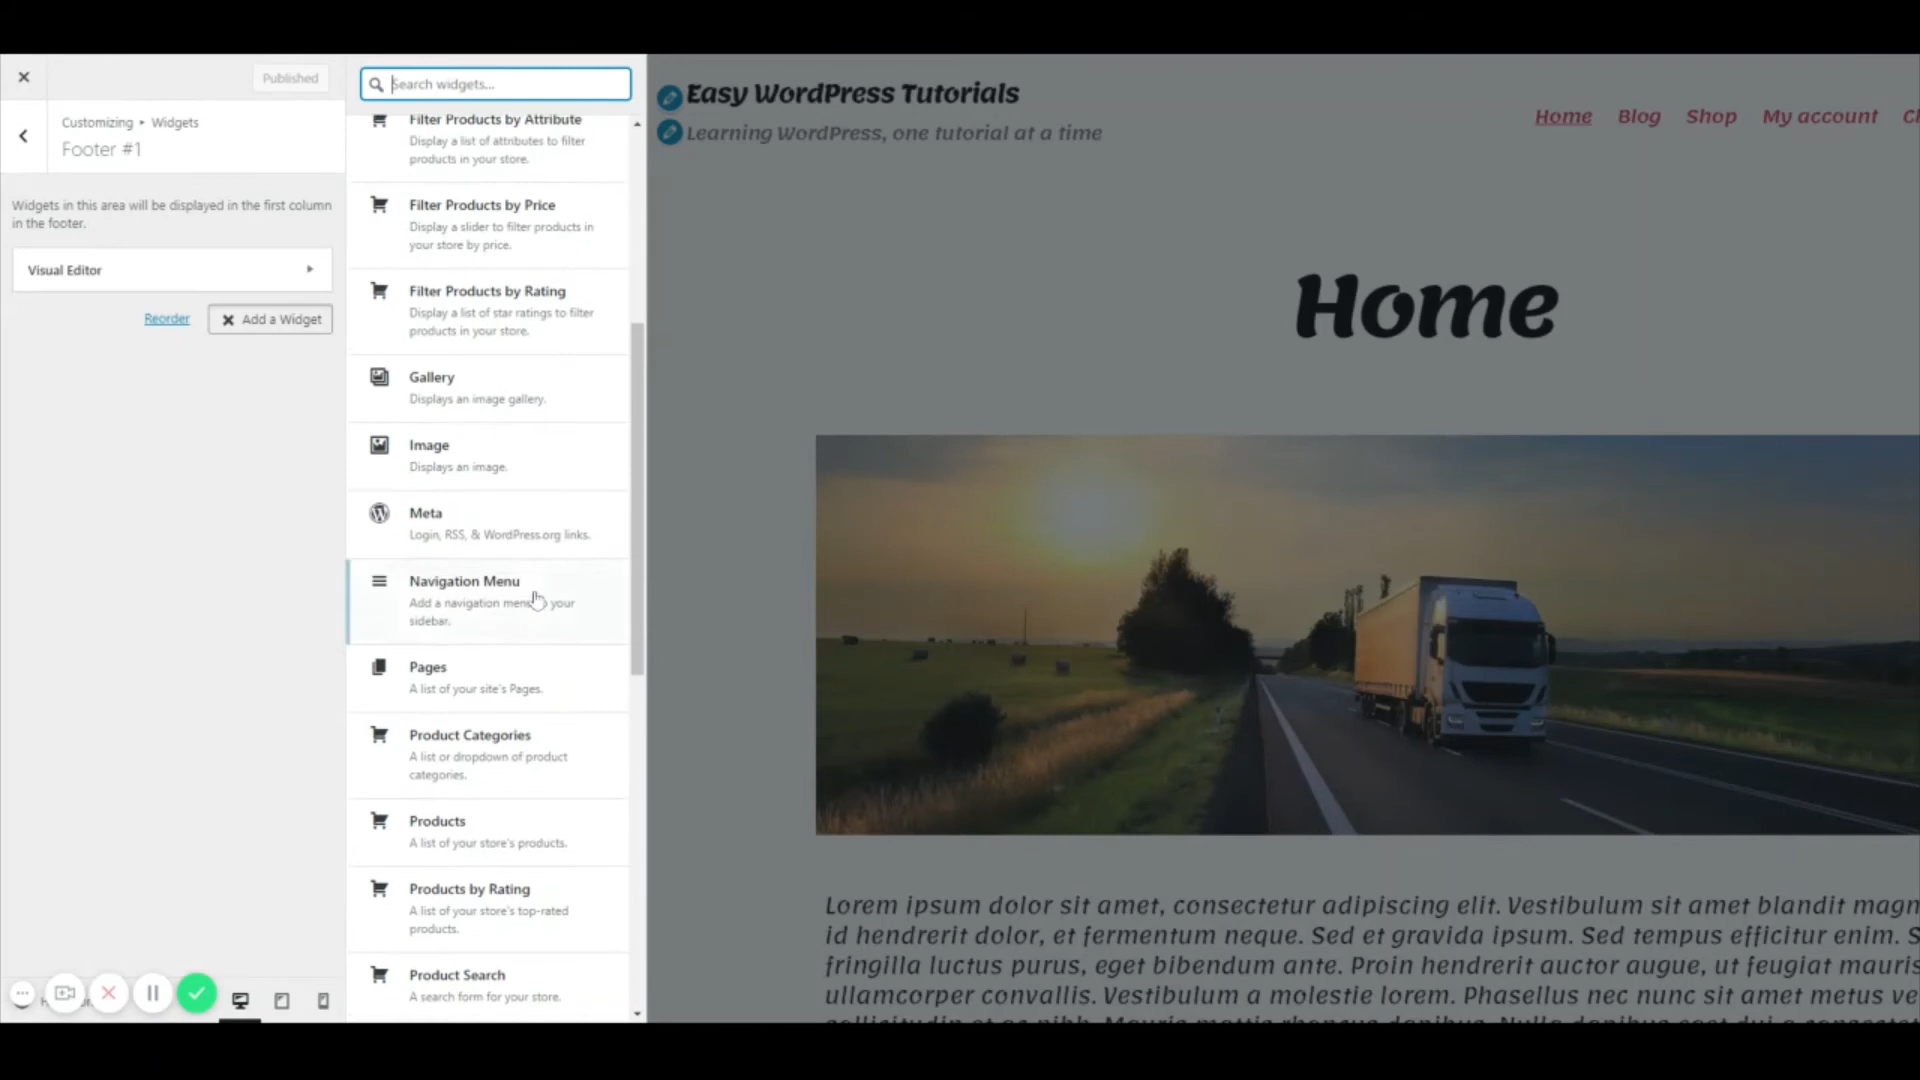 Published
Customizing ▸ Widgets
Footer #1
Widgets in this area will be displayed in the first column
in the footer.
Visual Editor
Reorder
Add a Widget
Search widgets...
Filter Products by Attribute
Display a list of attributes to filter
products in your store.
Filter Products by Price
Display a slider to filter products in
your store by price.
Filter Products by Rating
Display a list of star ratings to filter
products in your store.
Gallery
Displays an image gallery.
Image
Displays an image.
Meta
Login, RSS, & WordPress.org links.
Navigation Menu
Add a navigation menu your
sidebar.
Pages
A list of your site's Pages.
Product Categories
A list or dropdown of product
categories.
Products
A list of your store's products.
Products by Rating
A list of your store's top-rated
products.
Product Search
A search form for your store.
Easy WordPress Tutorials
Learning WordPress, one tutorial at a time
Home Blog Shop My account
Home
Lorem ipsum dolor sit amet, consectetur adipiscing elit. Vestibulum sit amet blandit magn
id hendrerit dolor, et fermentum neque. Sed et gravida ipsum. Sed tempus efficitur enim. S
fringilla luctus purus, eget bibendum ante. Proin hendrerit auctor augue, ut feugiat mauris
ullamcorper convallis. Vestibulum a molestie lorem. Phasellus nec nunc sit amet metus ve